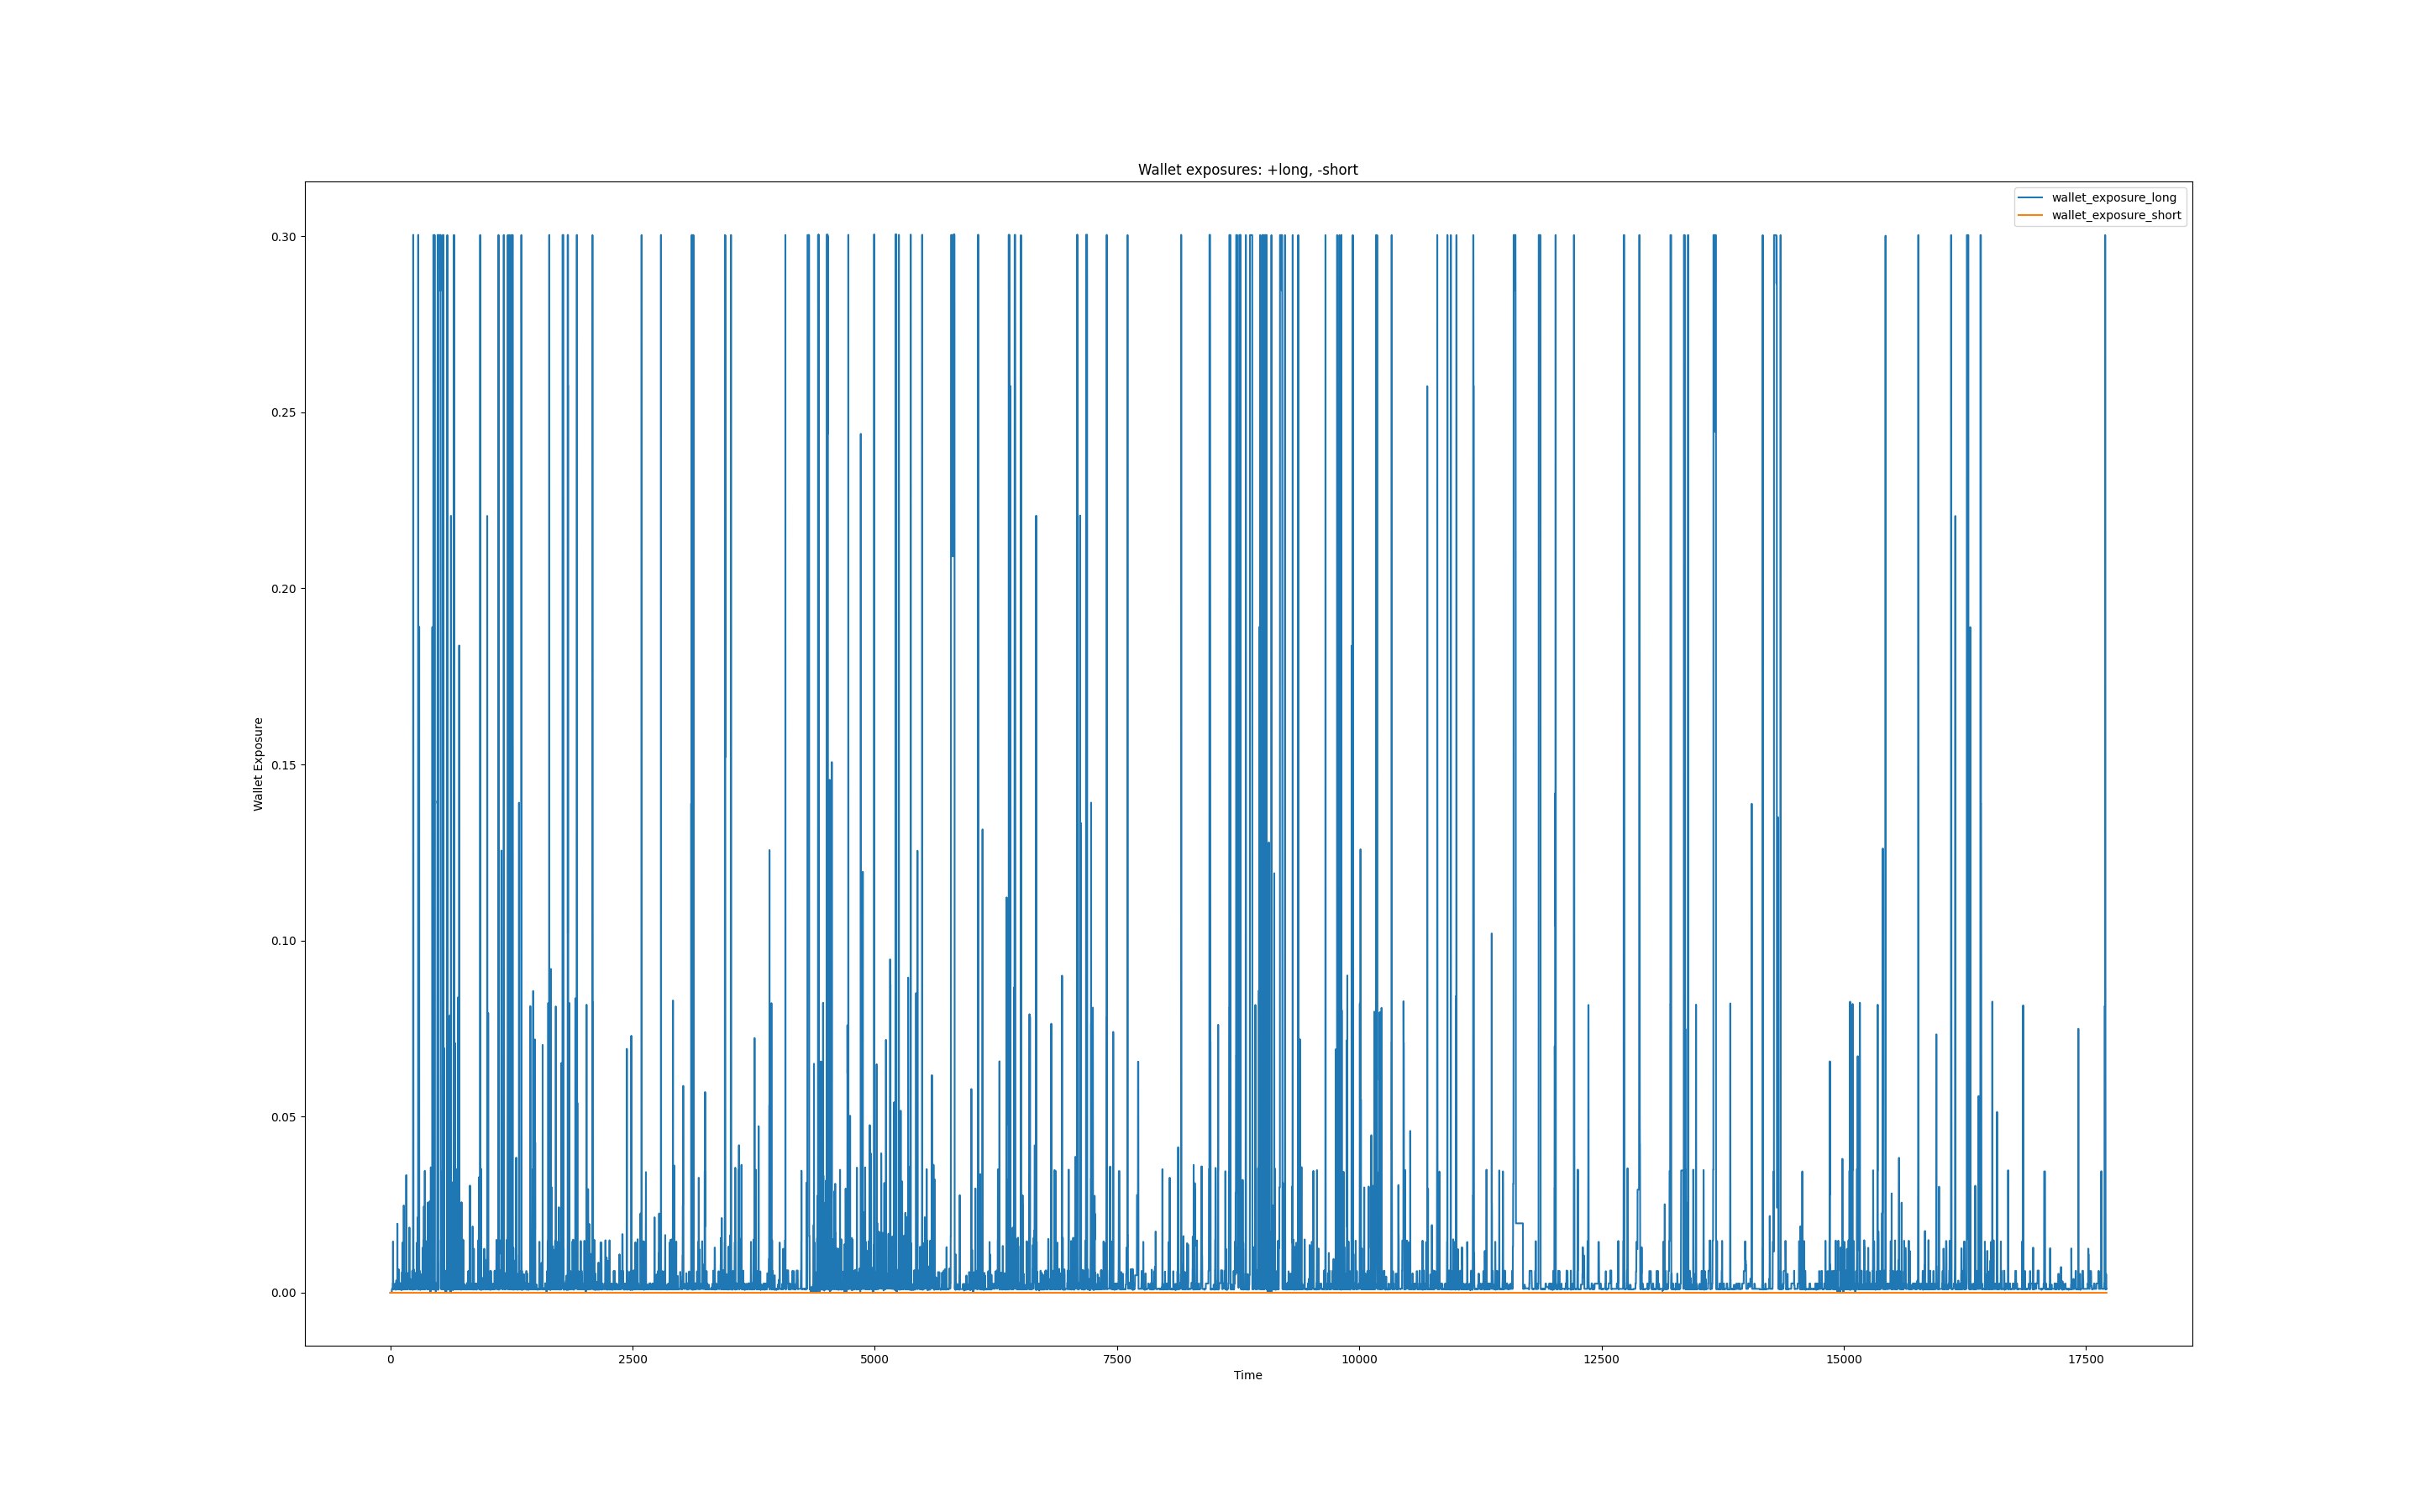 Wallet exposures: +long, -short
wallet_exposure_long
wallet_exposure_short
0.30
0.25
0.20
0.15
0.10
0.05
0.00
Wallet Exposure
0 2500 5000 7500 10000 12500 15000 17500
Time